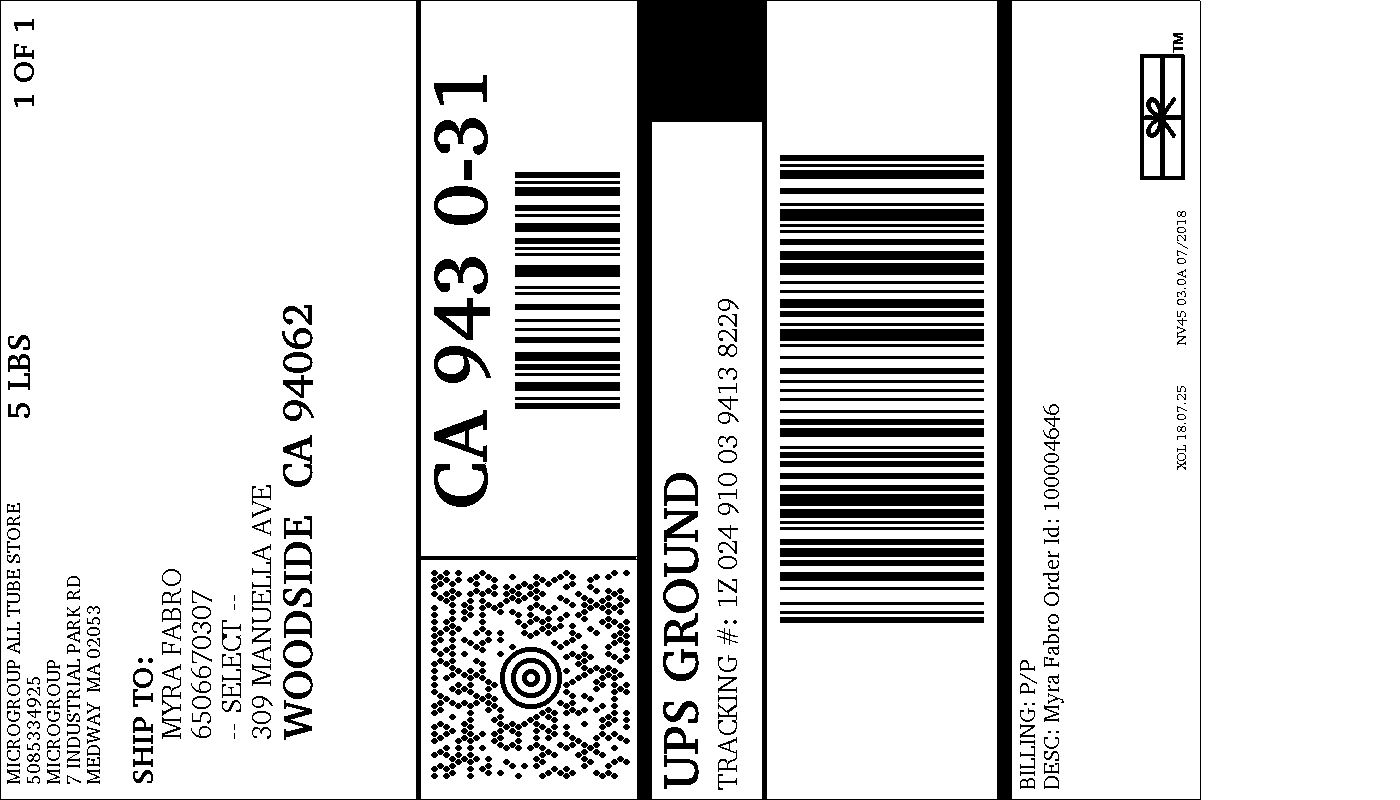 MICROGROUP ALL TUBE STORE
5085334925
MICROGROUP
7 INDUSTRIAL PARK RD
MEDWAY MA 02053
5 LBS
1 OF 1
SHIP TO:
MYRA FABRO
6506670307
-- SELECT --
309 MANUELLA AVE
WOODSIDE CA 94062
CA 943 0-31
UPS GROUND
TRACKING #: 1Z 024 910 03 9413 8229
BILLING: P/P
DESC: Myra Fabro Order Id: 100004646
XOL 18.07.25 NV45 03.0A 07/2018
TM